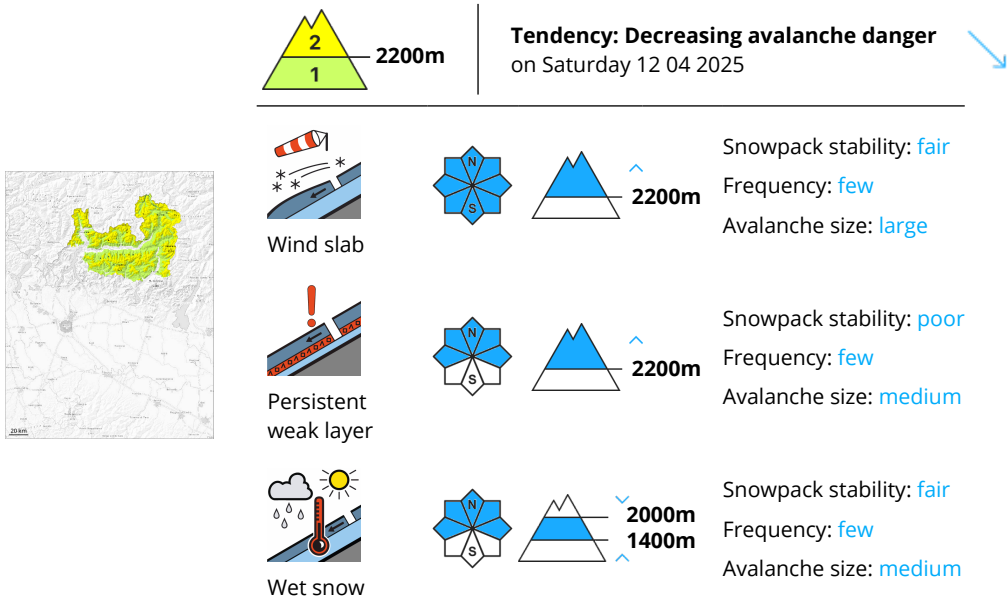 2
2200m
1
Tendency: Decreasing avalanche danger
on Saturday 12 04 2025
20 km
Wind slab
N
S
2200m
Snowpack stability: fair
Frequency: few
Avalanche size: large
Persistent
weak layer
N
S
2200m
Snowpack stability: poor
Frequency: few
Avalanche size: medium
Wet snow
N
S
2000m
1400m
Snowpack stability: fair
Frequency: few
Avalanche size: medium